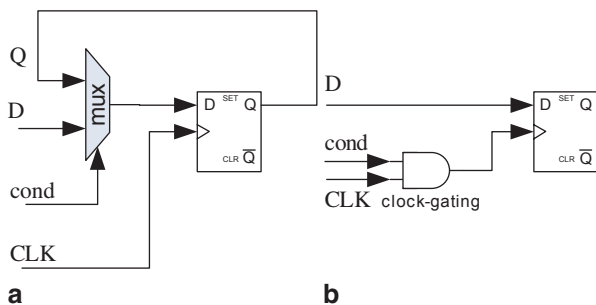 Q
D
cond
CLK
mux
D SET Q
CLR Q̅
a
D
cond
CLK clock-gating
D SET Q
CLR Q̅
b